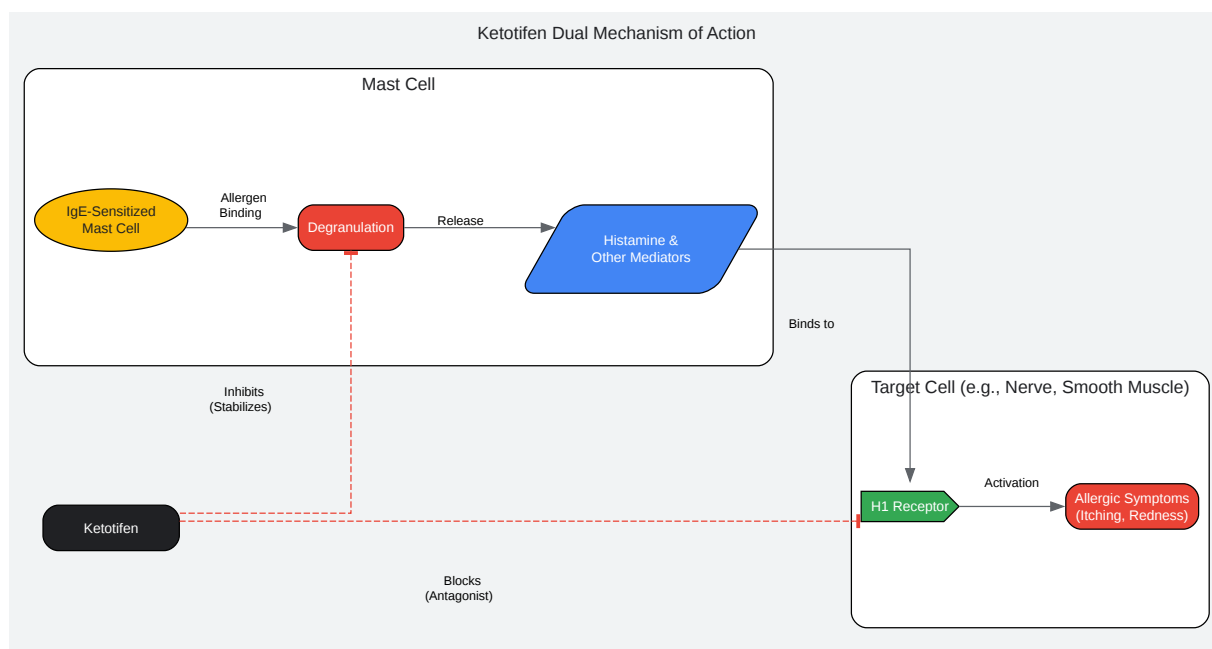 Ketotifen Dual Mechanism of Action
Mast Cell
IgE-Sensitized
Mast Cell
Allergen
Binding
Degranulation
Release
Histamine &
Other Mediators
Binds to
Inhibits
(Stabilizes)
Target Cell (e.g., Nerve, Smooth Muscle)
Ketotifen
H1 Receptor
Activation
Allergic Symptoms
(Itching, Redness)
Blocks
(Antagonist)